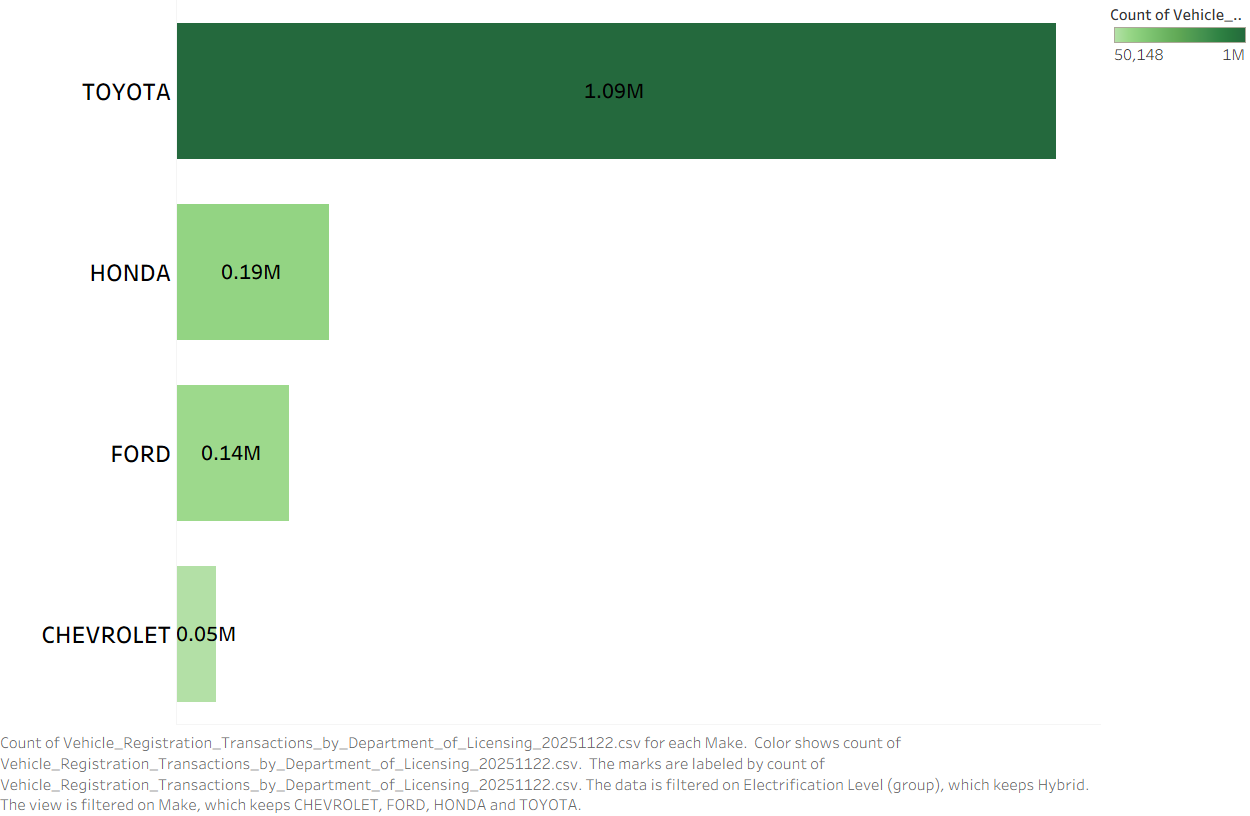 Count of Vehicle_..
50,148 1M
TOYOTA 1.09M
HONDA 0.19M
FORD 0.14M
CHEVROLET 0.05M
Count of Vehicle_Registration_Transactions_by_Department_of_Licensing_20251122.csv for each Make.  Color shows count of
Vehicle_Registration_Transactions_by_Department_of_Licensing_20251122.csv.  The marks are labeled by count of
Vehicle_Registration_Transactions_by_Department_of_Licensing_20251122.csv. The data is filtered on Electrification Level (group), which keeps Hybrid.
The view is filtered on Make, which keeps CHEVROLET, FORD, HONDA and TOYOTA.